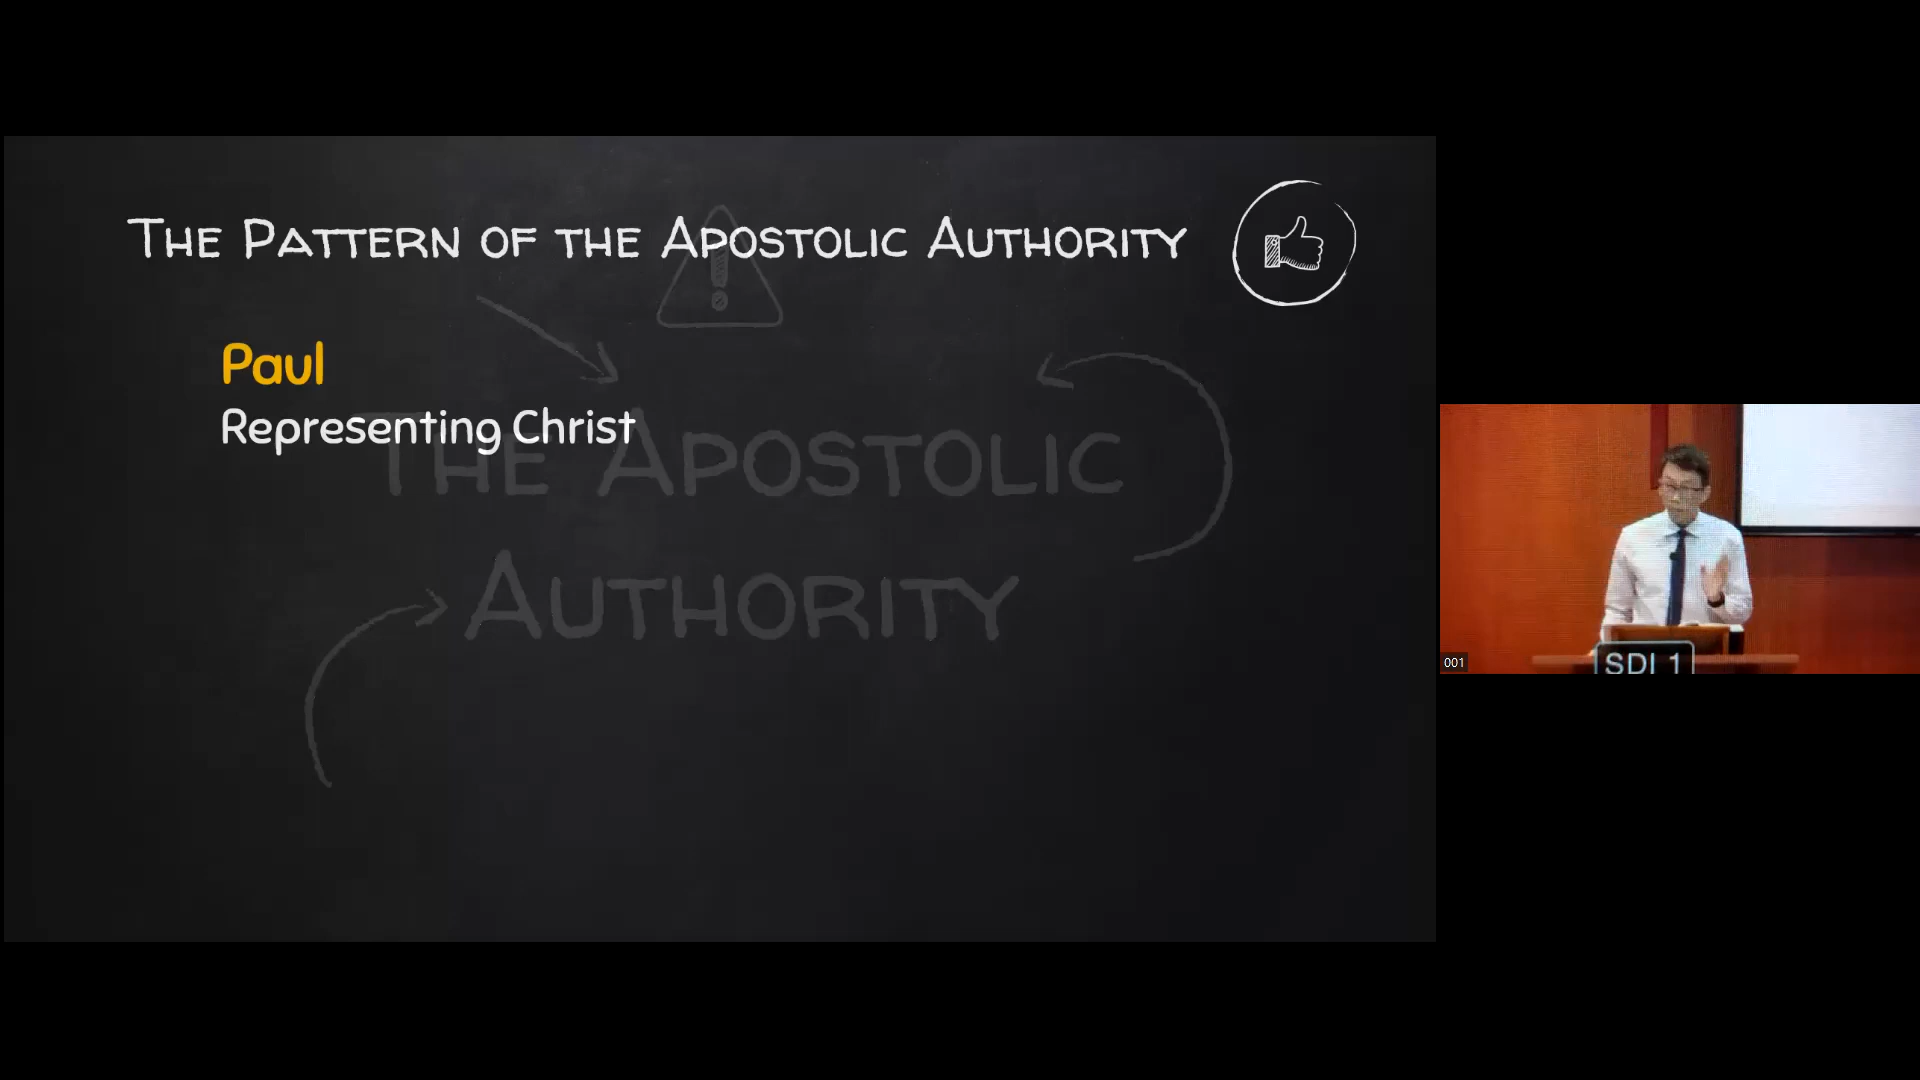 The Pattern of the Apostolic Authority
Paul
Representing Christ
The Apostolic
Authority
001
SDI 1